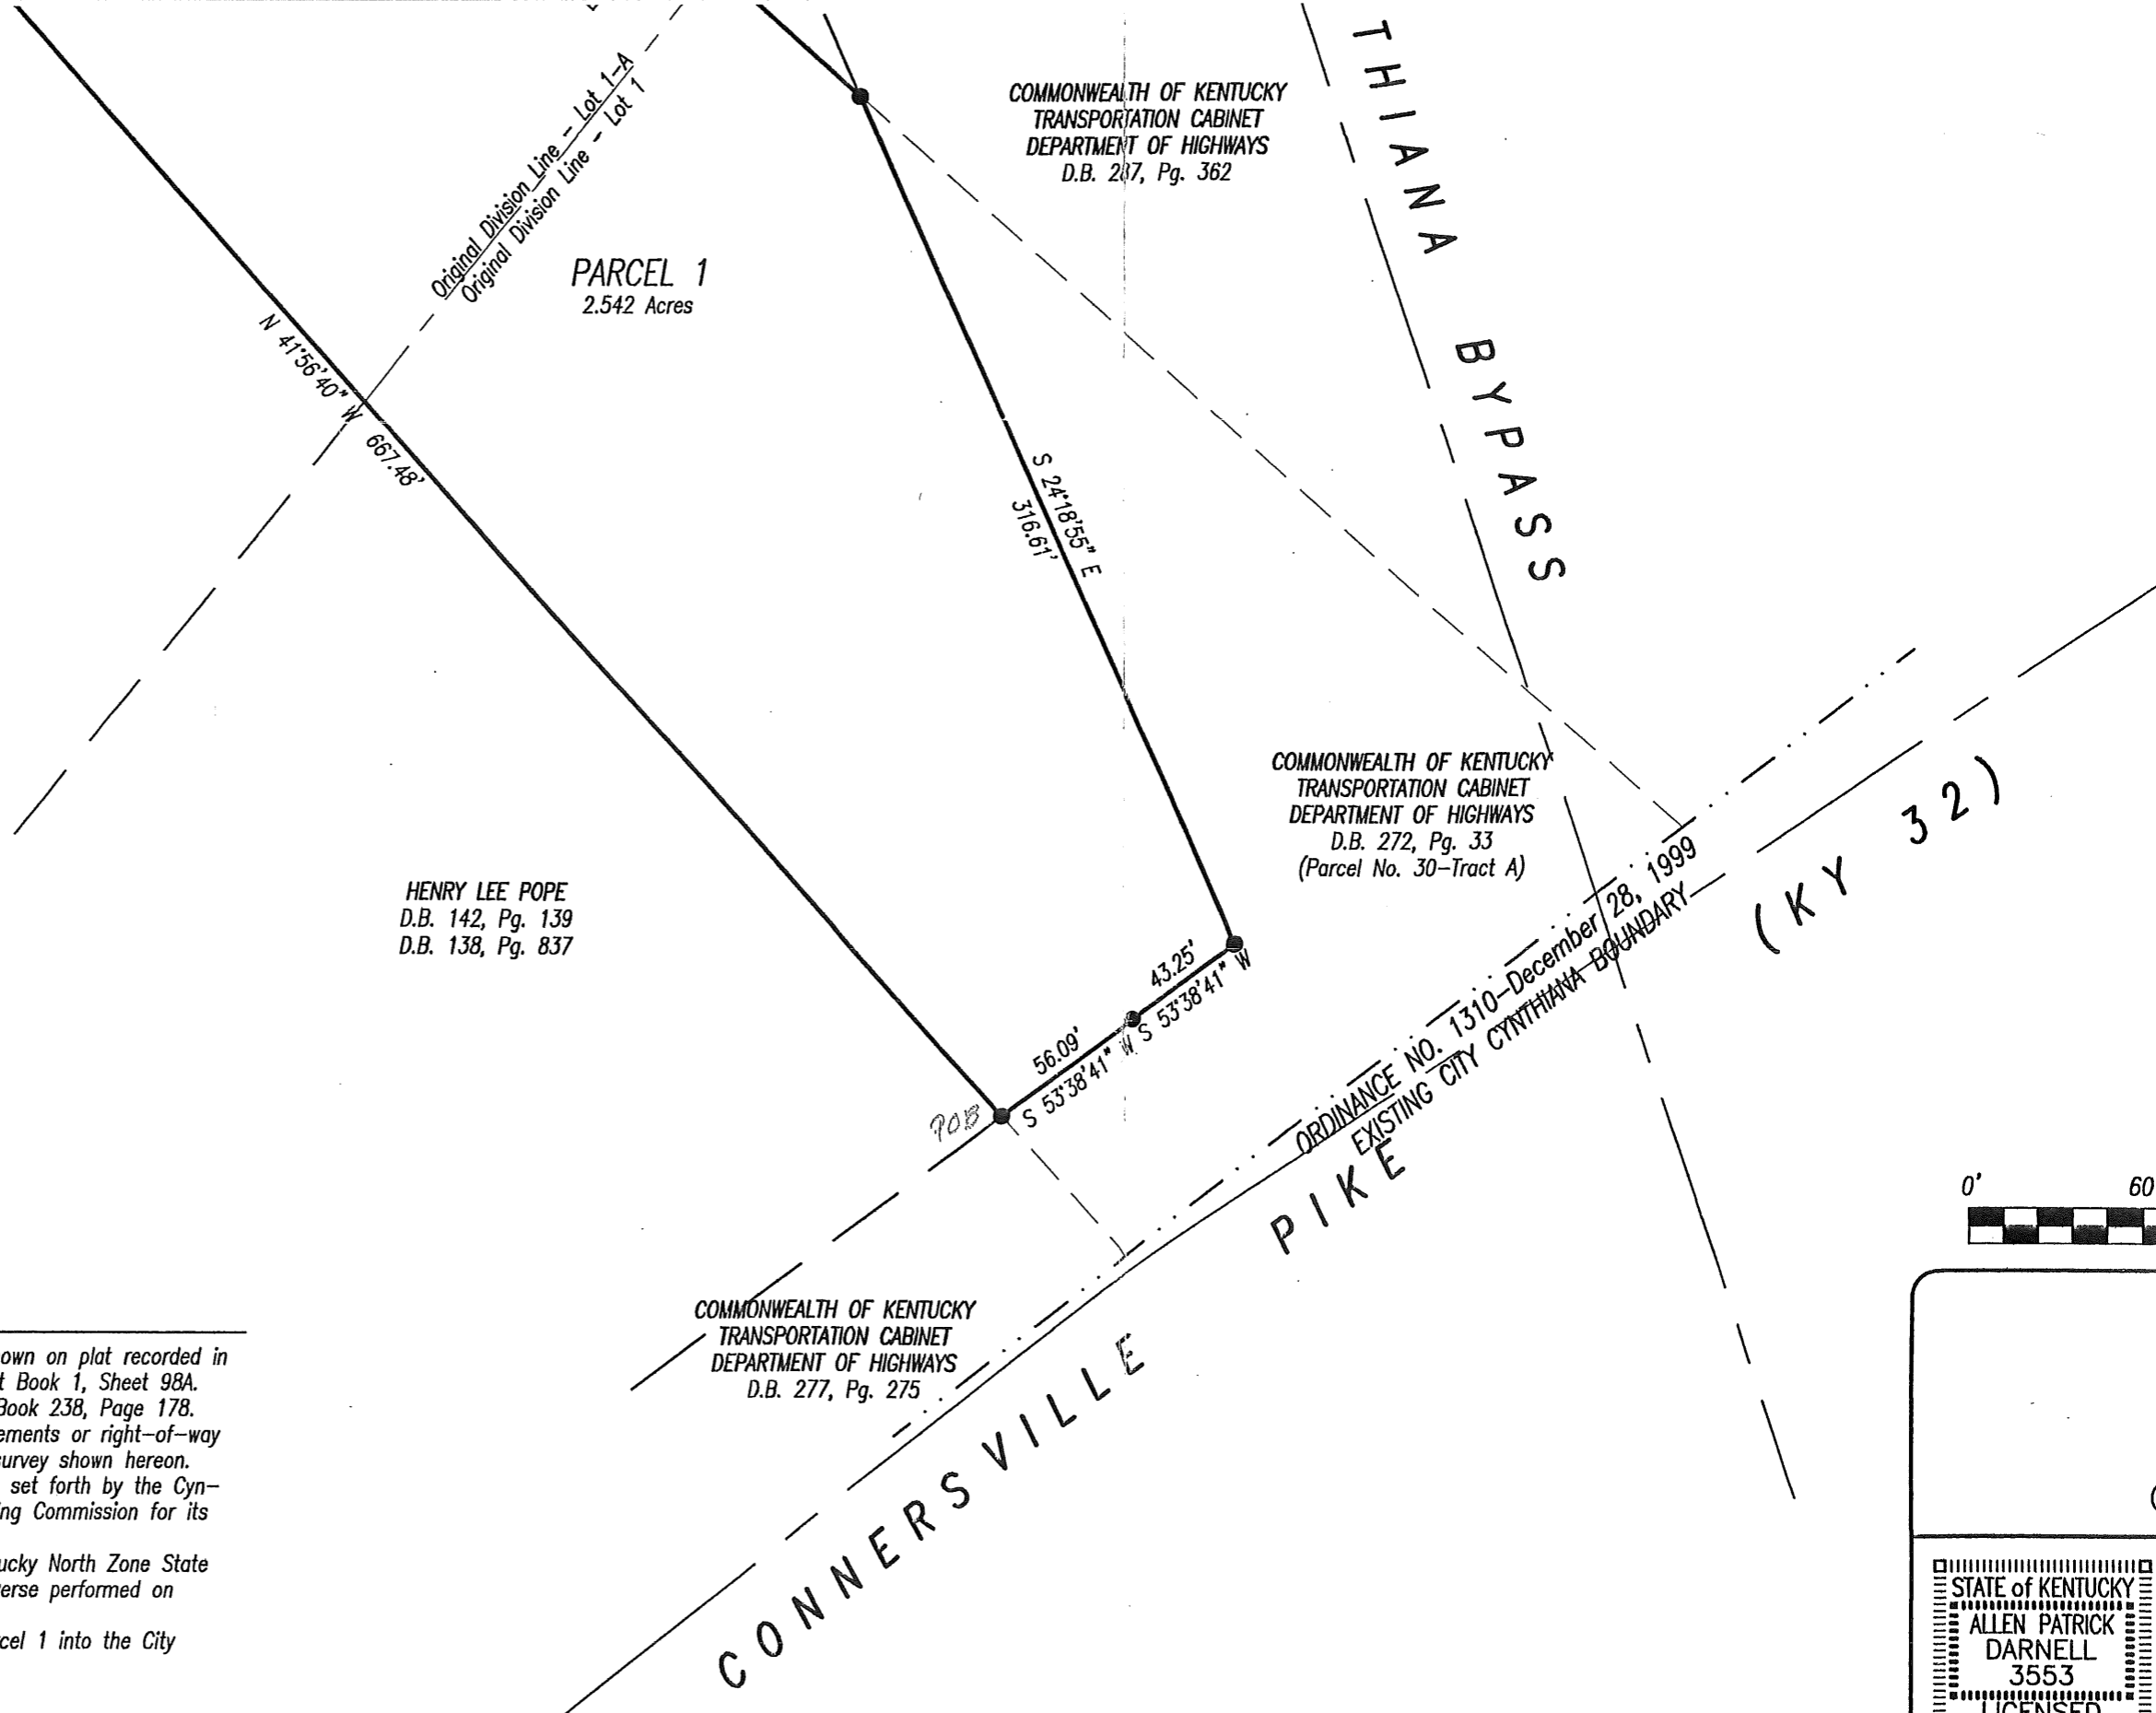 Original Division Line - Lot 1-A
Original Division Line - Lot 1
COMMONWEALTH OF KENTUCKY
TRANSPORTATION CABINET
DEPARTMENT OF HIGHWAYS
D.B. 287, Pg. 362
THIANA BYPASS
PARCEL 1
2.542 Acres
N 41°56'40" W 667.48'
S 24°18'55" E
316.61'
COMMONWEALTH OF KENTUCKY
TRANSPORTATION CABINET
DEPARTMENT OF HIGHWAYS
D.B. 272, Pg. 33
(Parcel No. 30-Tract A)
HENRY LEE POPE
D.B. 142, Pg. 139
D.B. 138, Pg. 837
43.25'
S 53°38'41" W
56.09'
S 53°38'41" W
POB
ORDINANCE NO. 1310-December 28, 1999
EXISTING CITY CYNTHIANA BOUNDARY
CONNERSVILLE PIKE (KY 32)
COMMONWEALTH OF KENTUCKY
TRANSPORTATION CABINET
DEPARTMENT OF HIGHWAYS
D.B. 277, Pg. 275
0' 60
own on plat recorded in
t Book 1, Sheet 98A.
Book 238, Page 178.
ements or right-of-way
survey shown hereon.
set forth by the Cyn-
ing Commission for its
ucky North Zone State
erse performed on
rcel 1 into the City
STATE of KENTUCKY
ALLEN PATRICK
DARNELL
3553
LICENSED